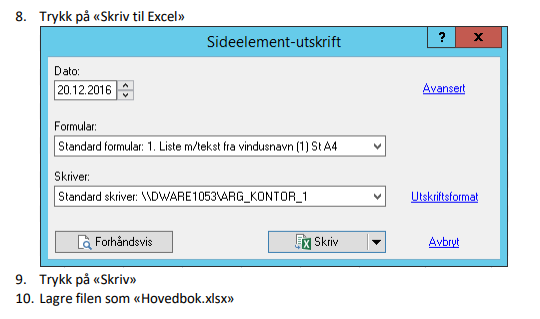 8. Trykk på «Skriv til Excel»
Sideelement-utskrift
? x
Dato:
20.12.2016
Avansert
Formular:
Standard formular: 1. Liste m/tekst fra vindusnavn (1) St A4
Skriver:
Standard skriver: \\DWARE1053\ARG_KONTOR_1
Utskriftsformat
Forhåndsvis
Skriv
Avbryt
9. Trykk på «Skriv»
10. Lagre filen som «Hovedbok.xlsx»